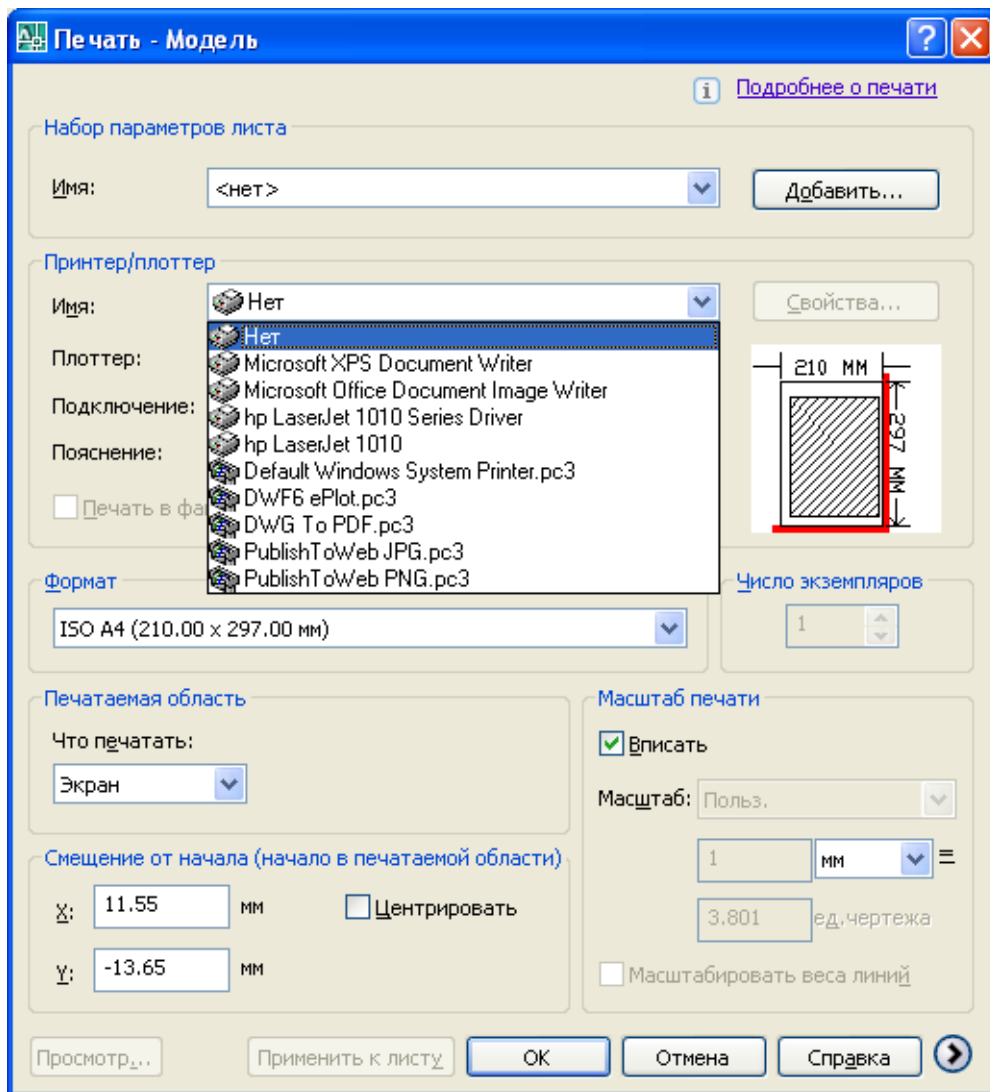 Печать - Модель
Подробнее о печати
Набор параметров листа
Имя: <нет> Добавить...
Принтер/плоттер
Имя: Нет Свойства...
Нет
Microsoft XPS Document Writer
Плоттер: Microsoft Office Document Image Writer
Подключение: hp LaserJet 1010 Series Driver
hp LaserJet 1010
Пояснение: Default Windows System Printer.pc3
DWF6 ePlot.pc3
Печать в фа DWG To PDF.pc3
PublishToWeb JPG.pc3
PublishToWeb PNG.pc3
210 MM
297 MM
Формат
ISO A4 (210.00 x 297.00 мм)
Число экземпляров
1
Печатаемая область
Что печатать:
Экран
Масштаб печати
Вписать
Масштаб: Польз.
1 мм =
3.801 ед.чертежа
Масштабировать веса линий
Смещение от начала (начало в печатаемой области)
X: 11.55 мм Центрировать
Y: -13.65 мм
Просмотр... Применить к листу ОК Отмена Справка